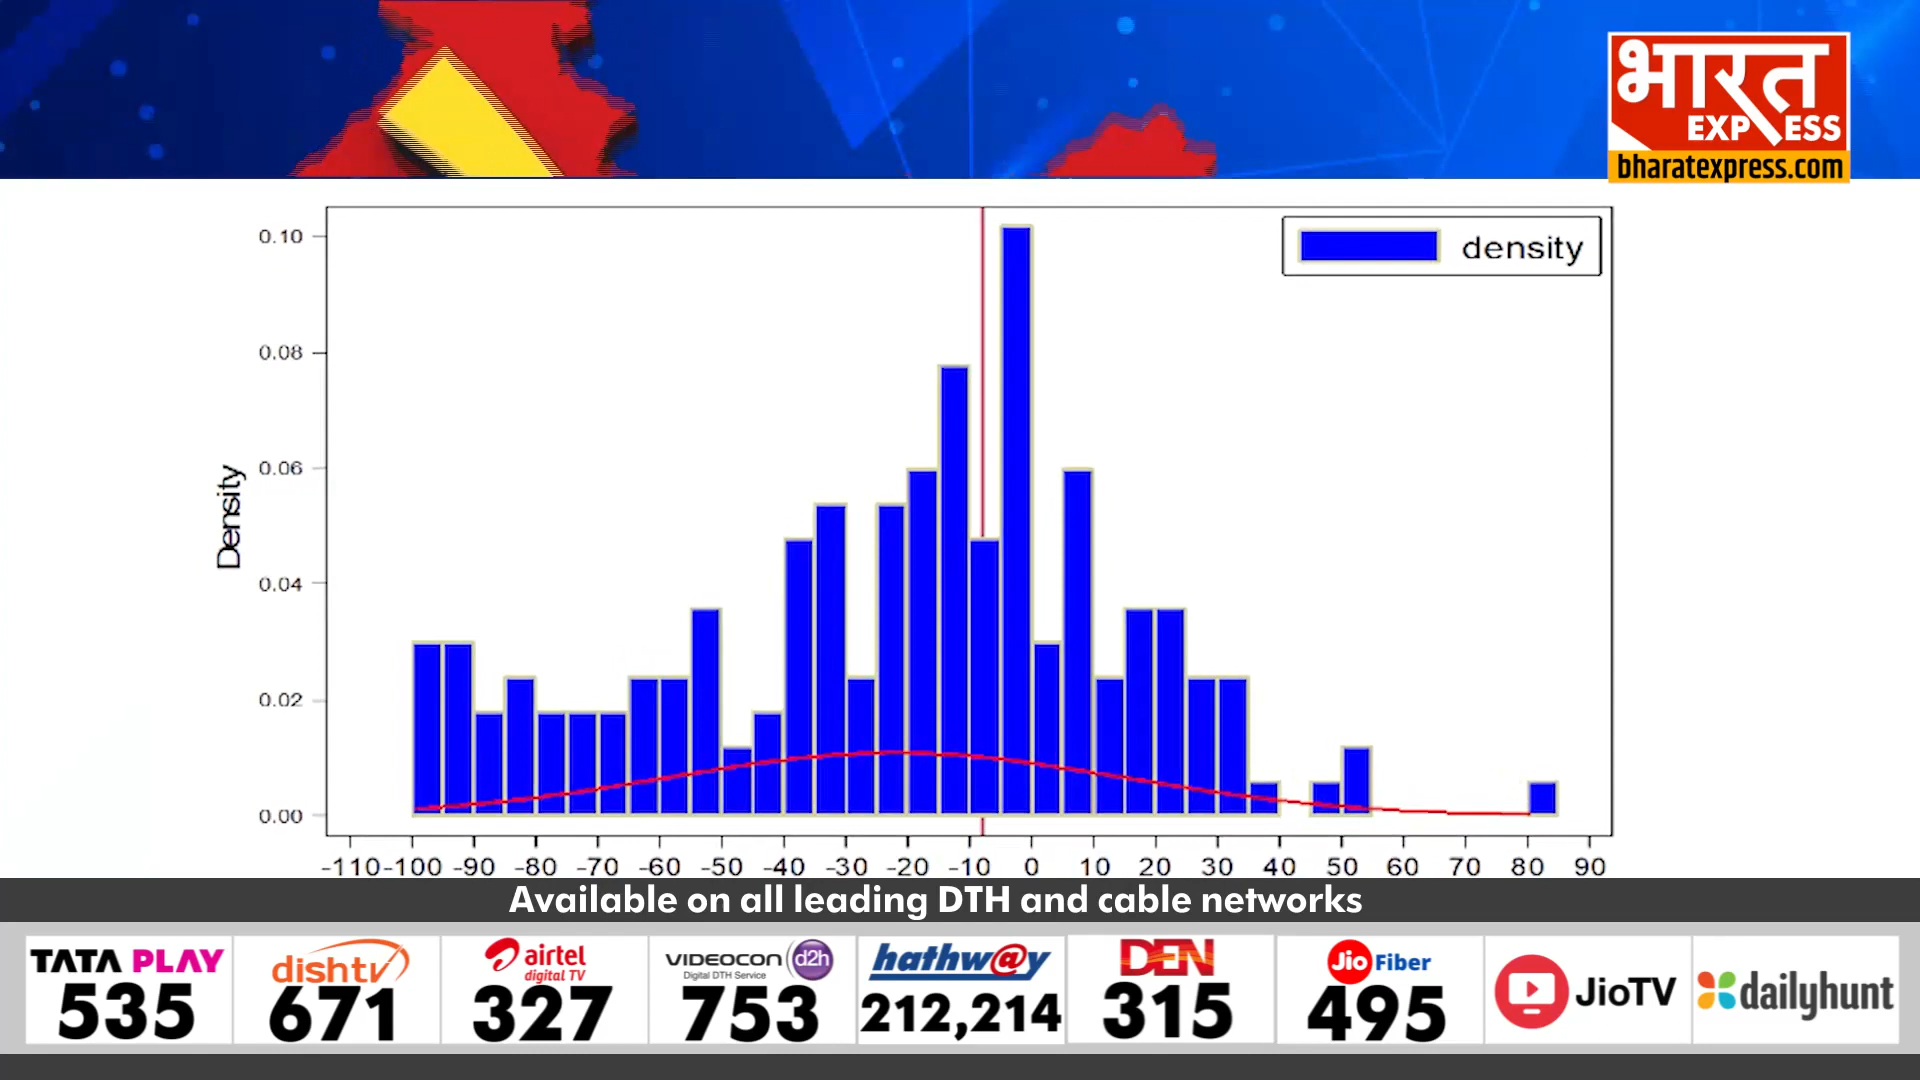 भारत
EXPRESS
bharatexpress.com
density
0.10
0.08
0.06
0.04
0.02
0.00
Density
-110 -100 -90 -80 -70 -60 -50 -40 -30 -20 -10 0 10 20 30 40 50 60 70 80 90
Available on all leading DTH and cable networks
TATA PLAY
535
dishtv
671
airtel
digital TV
327
VIDEOCON d2h
Digital DTH Service
753
hathw@y
212,214
DEN
315
Jio Fiber
495
JioTV
dailyhunt